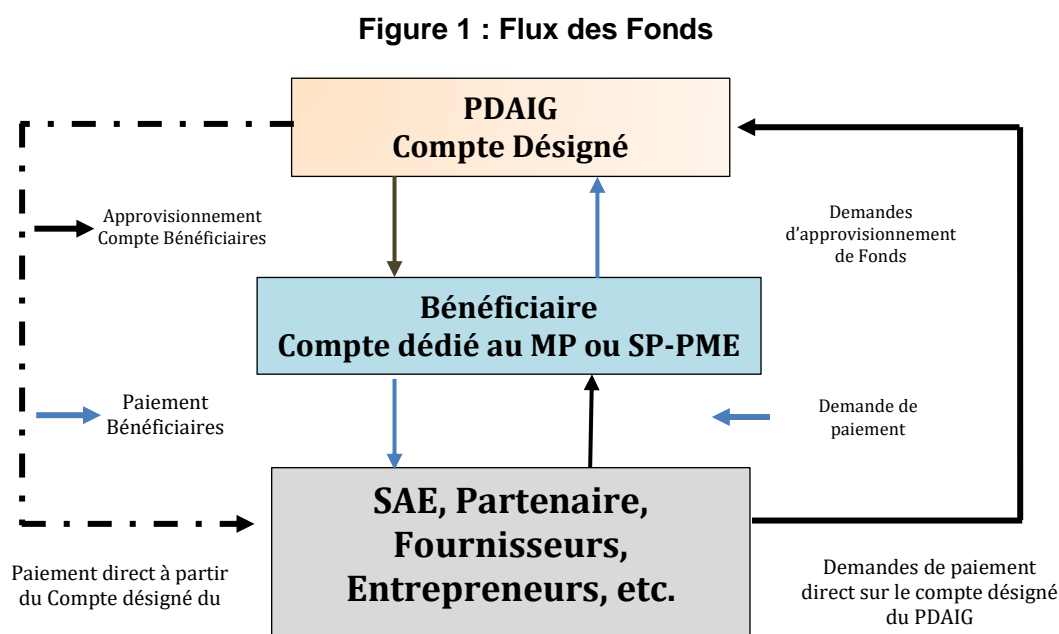 Figure 1 : Flux des Fonds
PDAIG
Compte Désigné
Approvisionnement
Compte Bénéficiaires
Demandes
d’approvisionnement
de Fonds
Bénéficiaire
Compte dédié au MP ou SP-PME
Paiement
Bénéficiaires
Demande de
paiement
SAE, Partenaire,
Fournisseurs,
Entrepreneurs, etc.
Paiement direct à partir
du Compte désigné du
Demandes de paiement
direct sur le compte désigné
du PDAIG